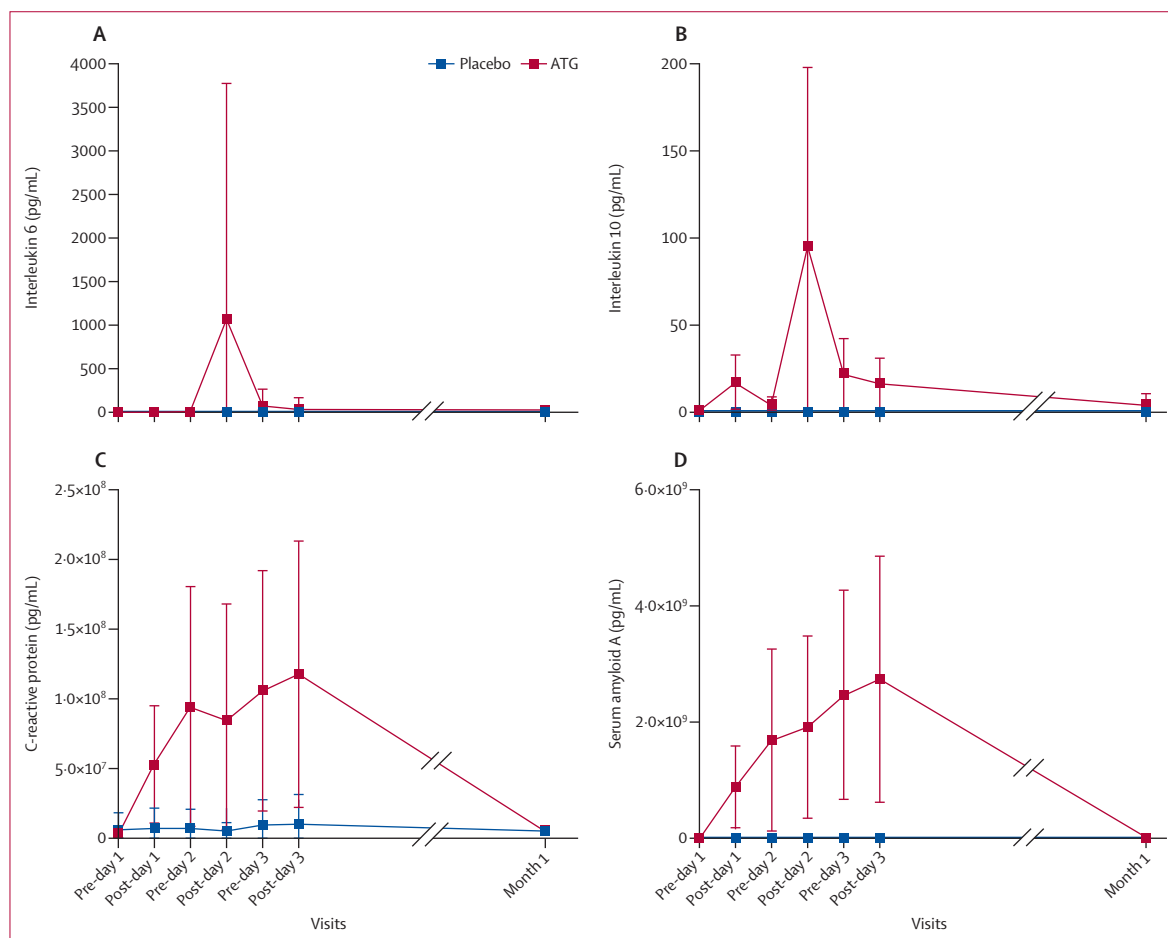 A
Placebo ATG
Interleukin 6 (pg/mL)
4000
3500
3000
2500
2000
1500
1000
500
0
B
Interleukin 10 (pg/mL)
200
150
100
50
0
C
C-reactive protein (pg/mL)
2·5×10⁸
2·0×10⁸
1·5×10⁸
1·0×10⁸
5·0×10⁷
0
Pre-day 1
Post-day 1
Pre-day 2
Post-day 2
Pre-day 3
Post-day 3
Month 1
Visits
D
Serum amyloid A (pg/mL)
6·0×10⁹
4·0×10⁹
2·0×10⁹
0
Pre-day 1
Post-day 1
Pre-day 2
Post-day 2
Pre-day 3
Post-day 3
Month 1
Visits